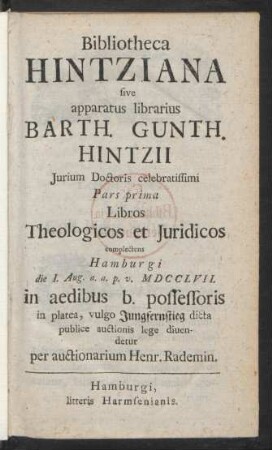 Bibliotheca
HINTZIANA
ſive
apparatus librarius
BARTH. GUNTH.
HINTZII
Jurium Doctoris celebratiſſimi
Pars prima
Libros
Theologicos et Juridicos
complectens
Hamburgi
die I. Aug. a. a. p. v. MDCCLVII.
in aedibus b. poſſeſſoris
in platea, vulgo Jungfernſtieg dicta
publice auctionis lege diven-
detur
per auctionarium Henr. Rademin.
Hamburgi,
litteris Harmſenianis.